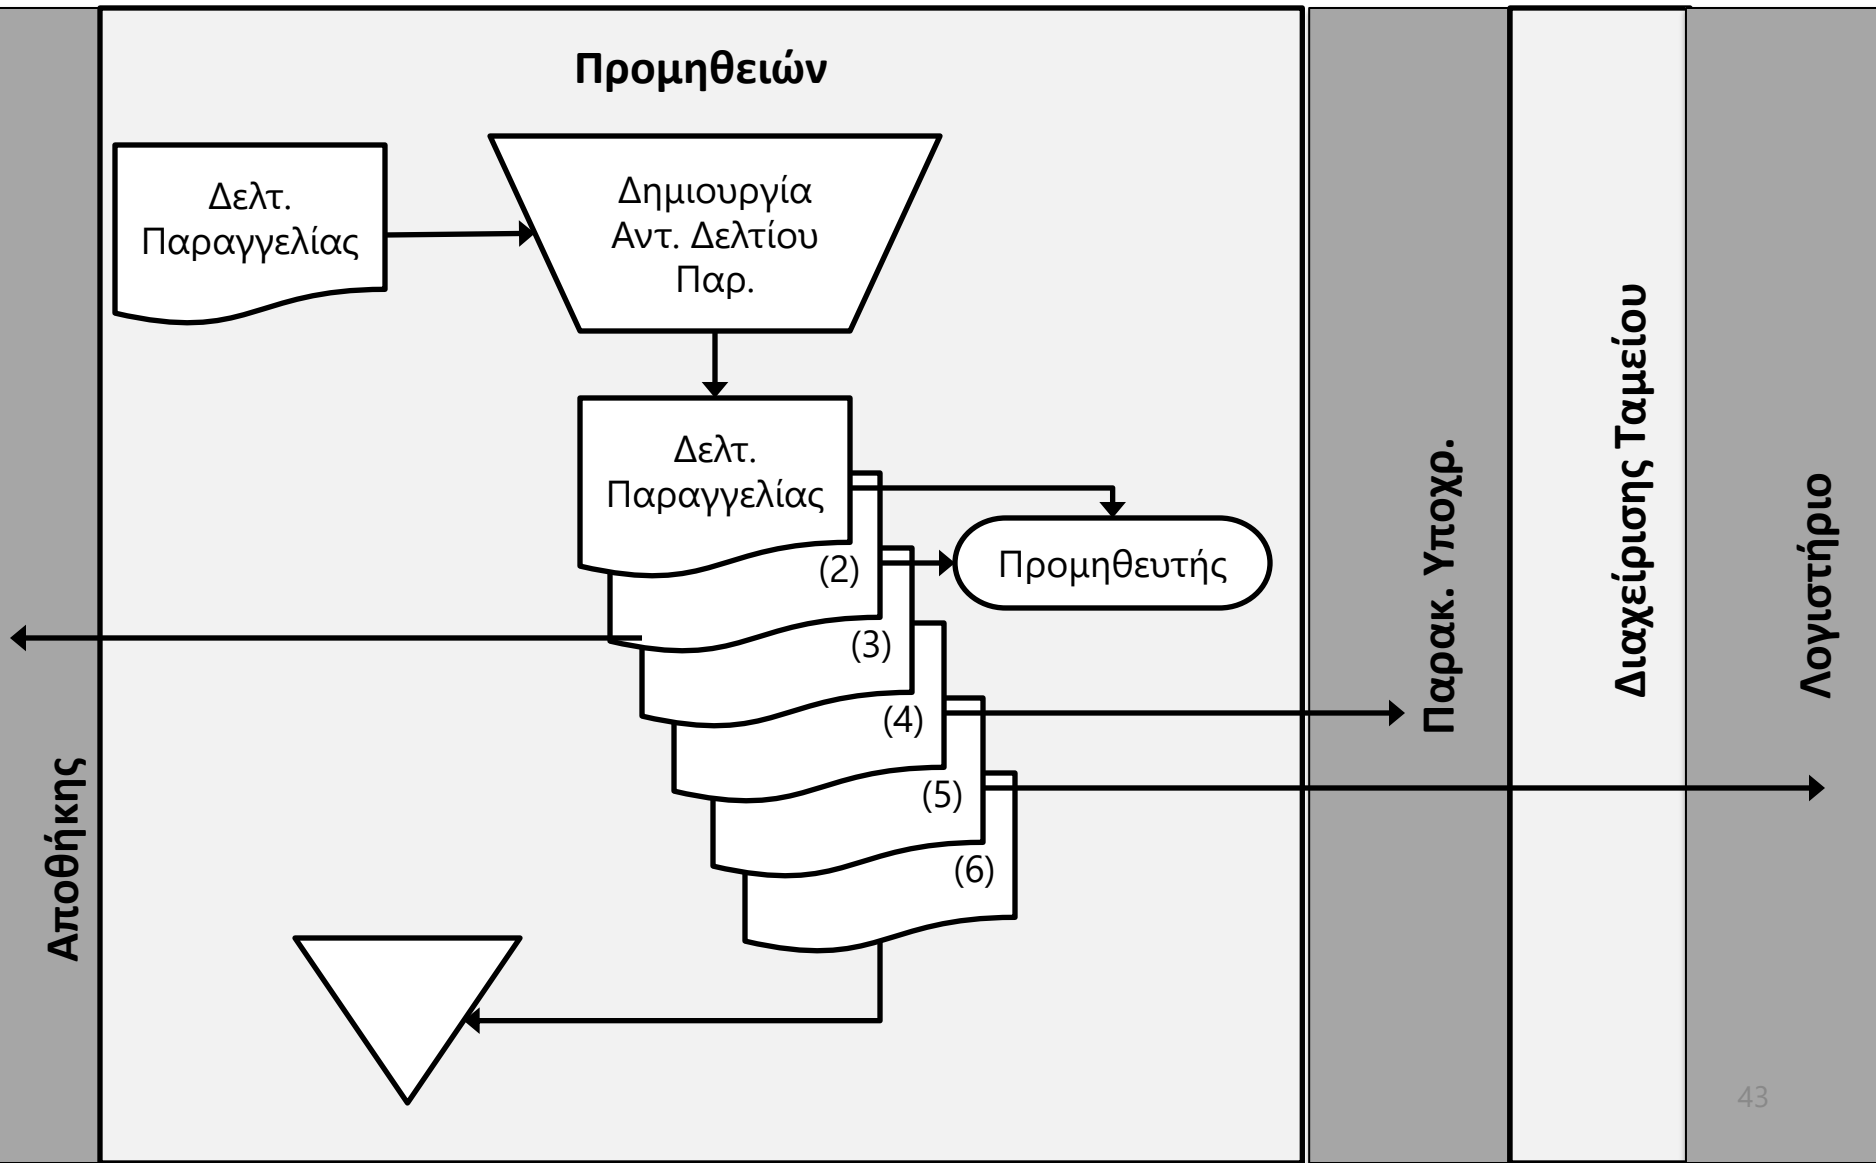 Προμηθειών
Δελτ.
Παραγγελίας
Δημιουργία
Αντ. Δελτίου
Παρ.
Δελτ.
Παραγγελίας
(2)
Προμηθευτής
(3)
(4)
(5)
(6)
Αποθήκης
Παρακ. Υποχρ.
Διαχείρισης Ταμείου
Λογιστήριο
43